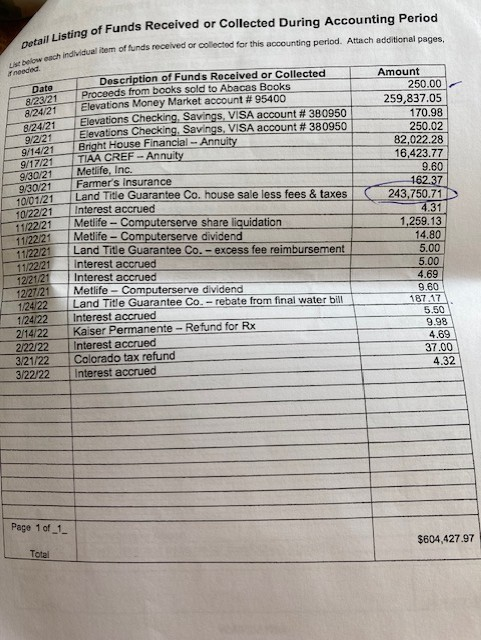 Detail Listing of Funds Received or Collected During Accounting Period
List below each individual item of funds received or collected for this accounting period. Attach additional pages,
if needed.
Date Description of Funds Received or Collected Amount
8/23/21 Proceeds from books sold to Abacas Books 250.00
8/24/21 Elevations Money Market account # 95400 259,837.05
8/24/21 Elevations Checking, Savings, VISA account # 380950 170.98
9/2/21 Elevations Checking, Savings, VISA account # 380950 250.02
9/14/21 Bright House Financial – Annuity 82,022.28
9/17/21 TIAA CREF – Annuity 16,423.77
9/30/21 Metlife, Inc. 9.60
9/30/21 Farmer's Insurance 162.37
10/01/21 Land Title Guarantee Co. house sale less fees & taxes 243,750.71
10/22/21 Interest accrued 4.31
11/22/21 Metlife – Computerserve share liquidation 1,259.13
11/22/21 Metlife – Computerserve dividend 14.80
11/22/21 Land Title Guarantee Co. – excess fee reimbursement 5.00
11/22/21 Interest accrued 5.00
12/21/21 Interest accrued 4.69
12/27/21 Metlife – Computerserve dividend 9.60
1/24/22 Land Title Guarantee Co. – rebate from final water bill 187.17
1/24/22 Interest accrued 5.50
2/14/22 Kaiser Permanente – Refund for Rx 9.98
2/22/22 Interest accrued 4.69
3/21/22 Colorado tax refund 37.00
3/22/22 Interest accrued 4.32
Page 1 of _1_
Total $604,427.97